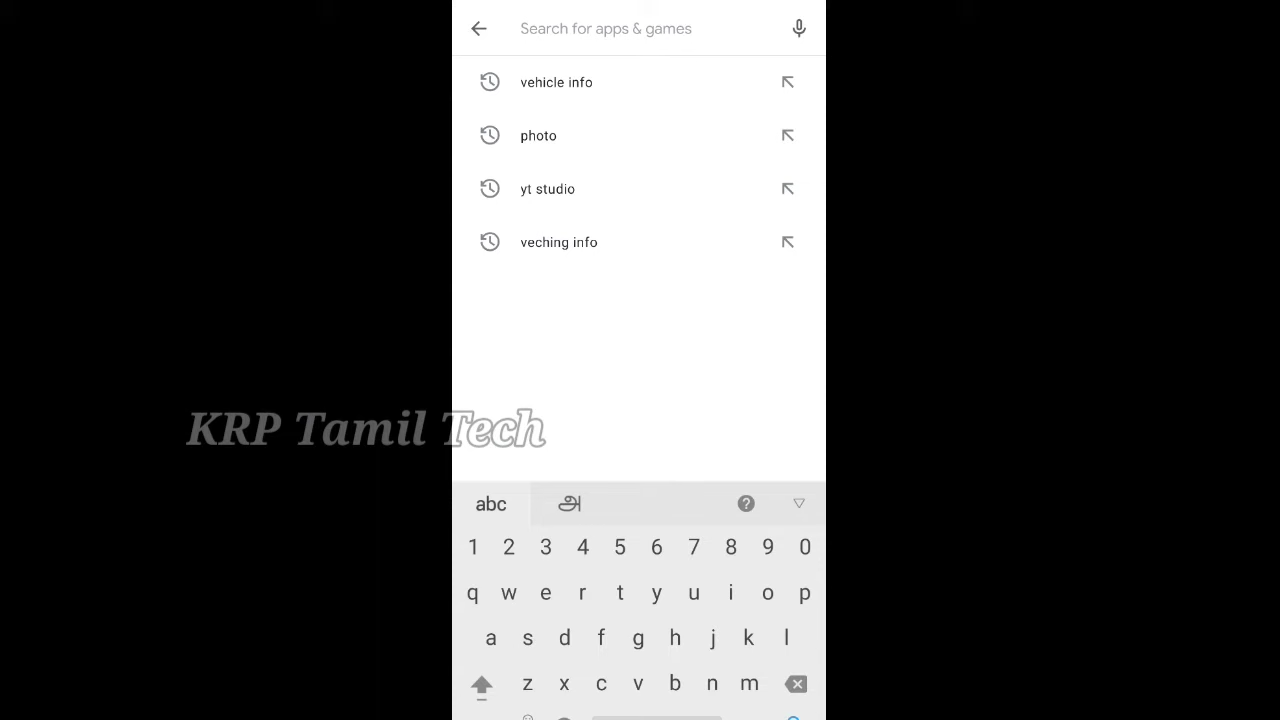 Search for apps & games
vehicle info
photo
yt studio
veching info
KRP Tamil Tech
abc அ ?
1 2 3 4 5 6 7 8 9 0
q w e r t y u i o p
a s d f g h j k l
z x c v b n m